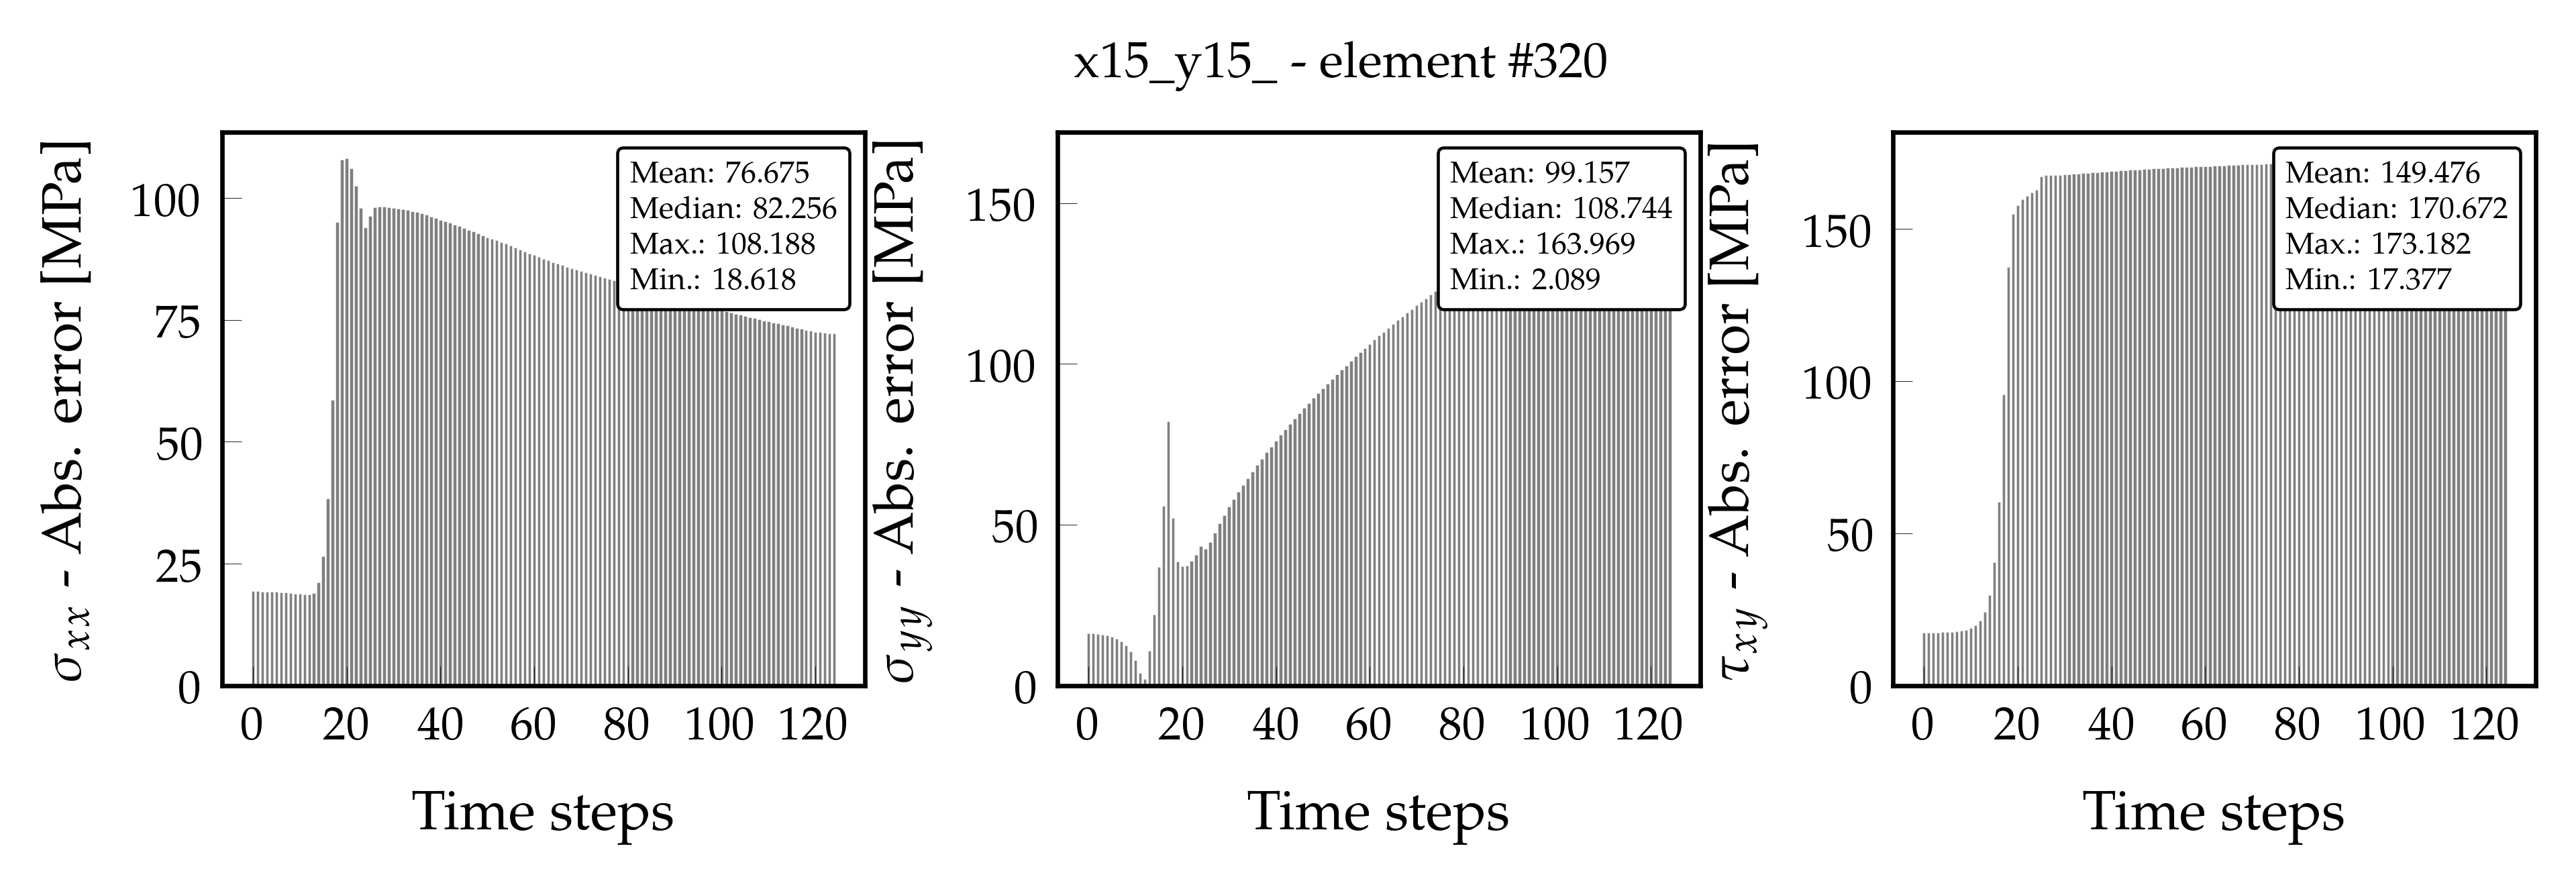 x15_y15_ - element #320
σxx - Abs. error [MPa]
100
75
50
25
0
Mean: 76.675
Median: 82.256
Max.: 108.188
Min.: 18.618
0 20 40 60 80 100 120
Time steps
σyy - Abs. error [MPa]
150
100
50
0
Mean: 99.157
Median: 108.744
Max.: 163.969
Min.: 2.089
0 20 40 60 80 100 120
Time steps
τxy - Abs. error [MPa]
150
100
50
0
Mean: 149.476
Median: 170.672
Max.: 173.182
Min.: 17.377
0 20 40 60 80 100 120
Time steps